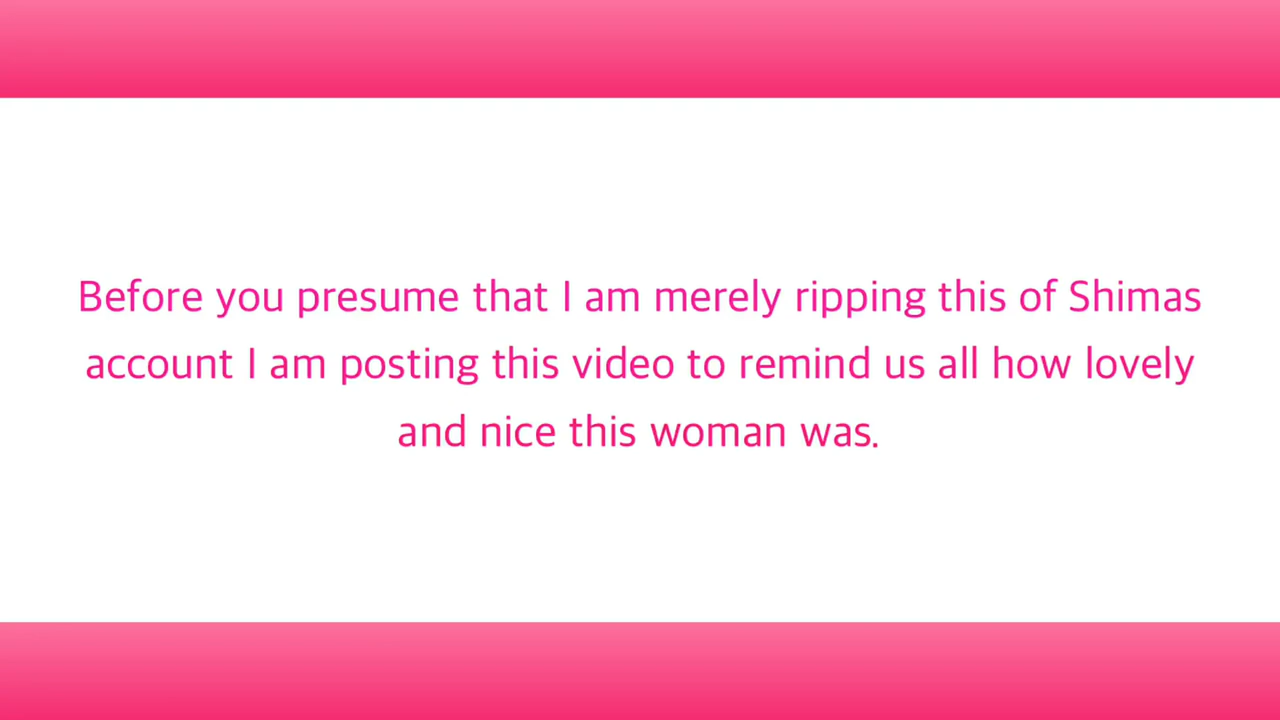 Before you presume that I am merely ripping this of Shimas
account I am posting this video to remind us all how lovely
and nice this woman was.